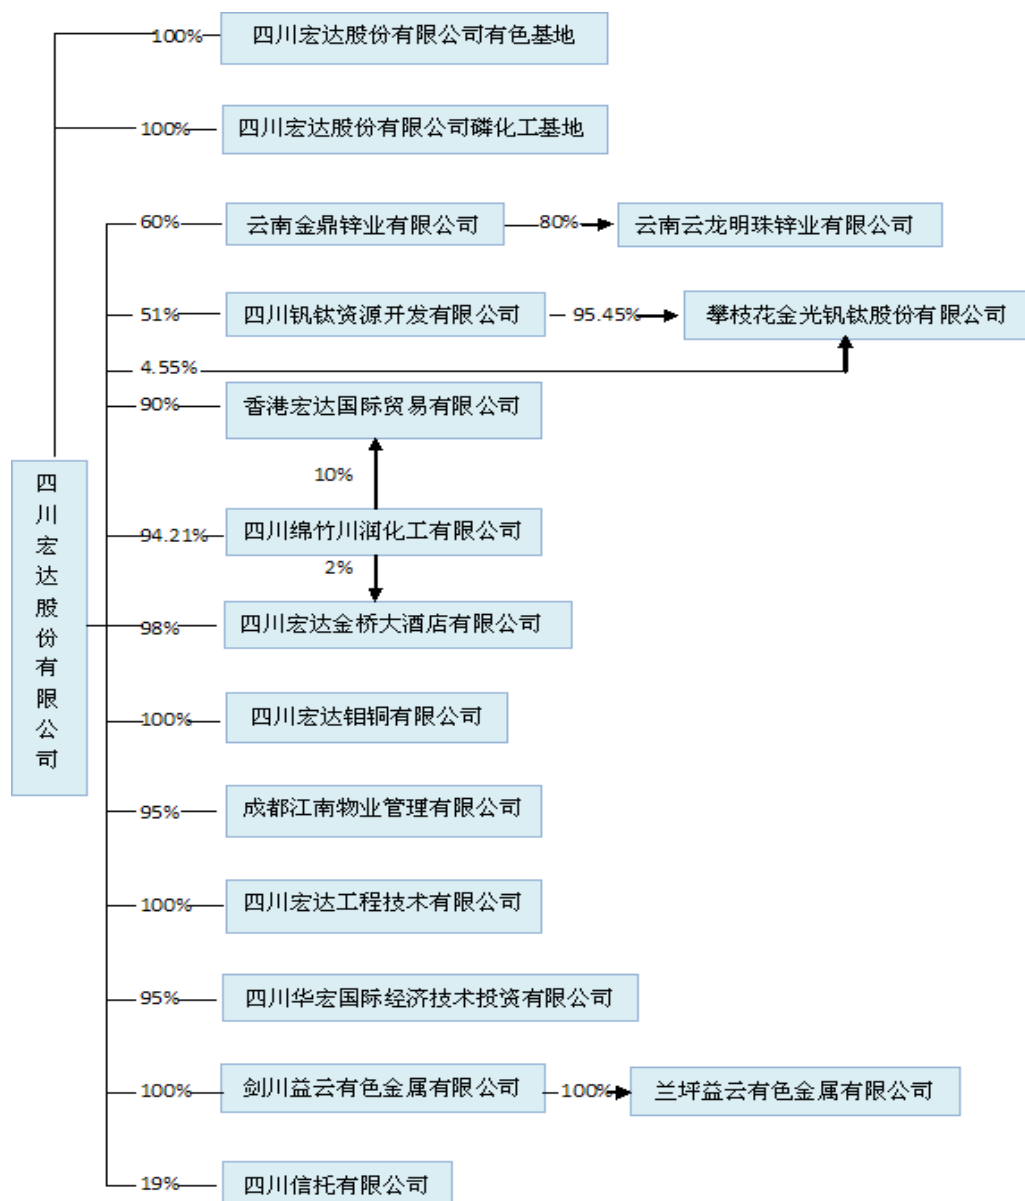 100%
四川宏达股份有限公司有色基地
100%
四川宏达股份有限公司磷化工基地
60%
云南金鼎锌业有限公司
80%
云南云龙明珠锌业有限公司
51%
四川钒钛资源开发有限公司
95.45%
攀枝花金光钒钛股份有限公司
4.55%
90%
香港宏达国际贸易有限公司
10%
四川宏达股份有限公司
94.21%
四川绵竹川润化工有限公司
2%
98%
四川宏达金桥大酒店有限公司
100%
四川宏达钼铜有限公司
95%
成都江南物业管理有限公司
100%
四川宏达工程技术有限公司
95%
四川华宏国际经济技术投资有限公司
100%
剑川益云有色金属有限公司
100%
兰坪益云有色金属有限公司
19%
四川信托有限公司